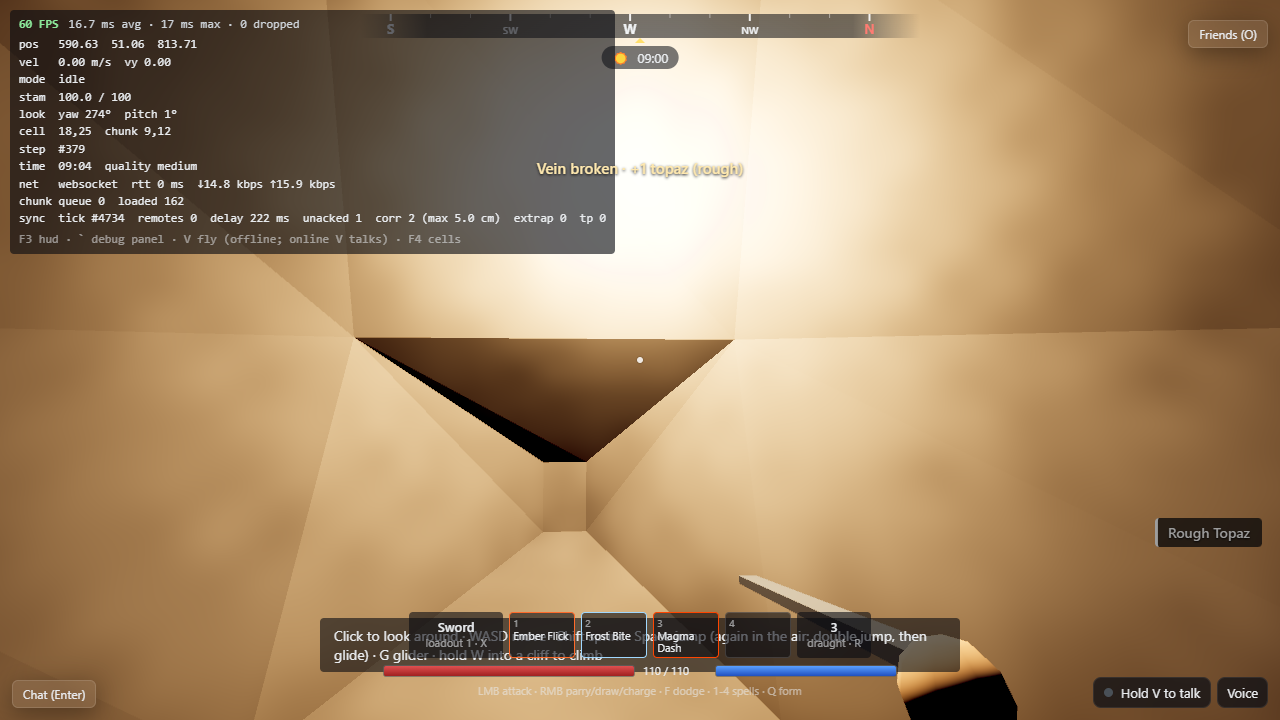 60 FPS 16.7 ms avg · 17 ms max · 0 dropped
pos 590.63 51.06 813.71
vel 0.00 m/s vy 0.00
mode idle
stam 100.0 / 100
look yaw 274° pitch 1°
cell 18,25 chunk 9,12
step #379
time 09:04 quality medium
net websocket rtt 0 ms ↓14.8 kbps ↑15.9 kbps
chunk queue 0 loaded 162
sync tick #4734 remotes 0 delay 222 ms unacked 1 corr 2 (max 5.0 cm) extrap 0 tp 0
F3 hud · ` debug panel · V fly (offline; online V talks) · F4 cells
S SW W NW N
09:00
Friends (O)
Vein broken · +1 topaz (rough)
Rough Topaz
Sword
loadout 1 · X
1 Ember Flick
2 Frost Bite
3 Magma Dash
4
3
draught · R
Click to look around · WASD (again in the air: double jump, then
glide) · G glider · hold W into a cliff to climb
110 / 110
LMB attack · RMB parry/draw/charge · F dodge · 1-4 spells · Q form
Chat (Enter)
Hold V to talk
Voice